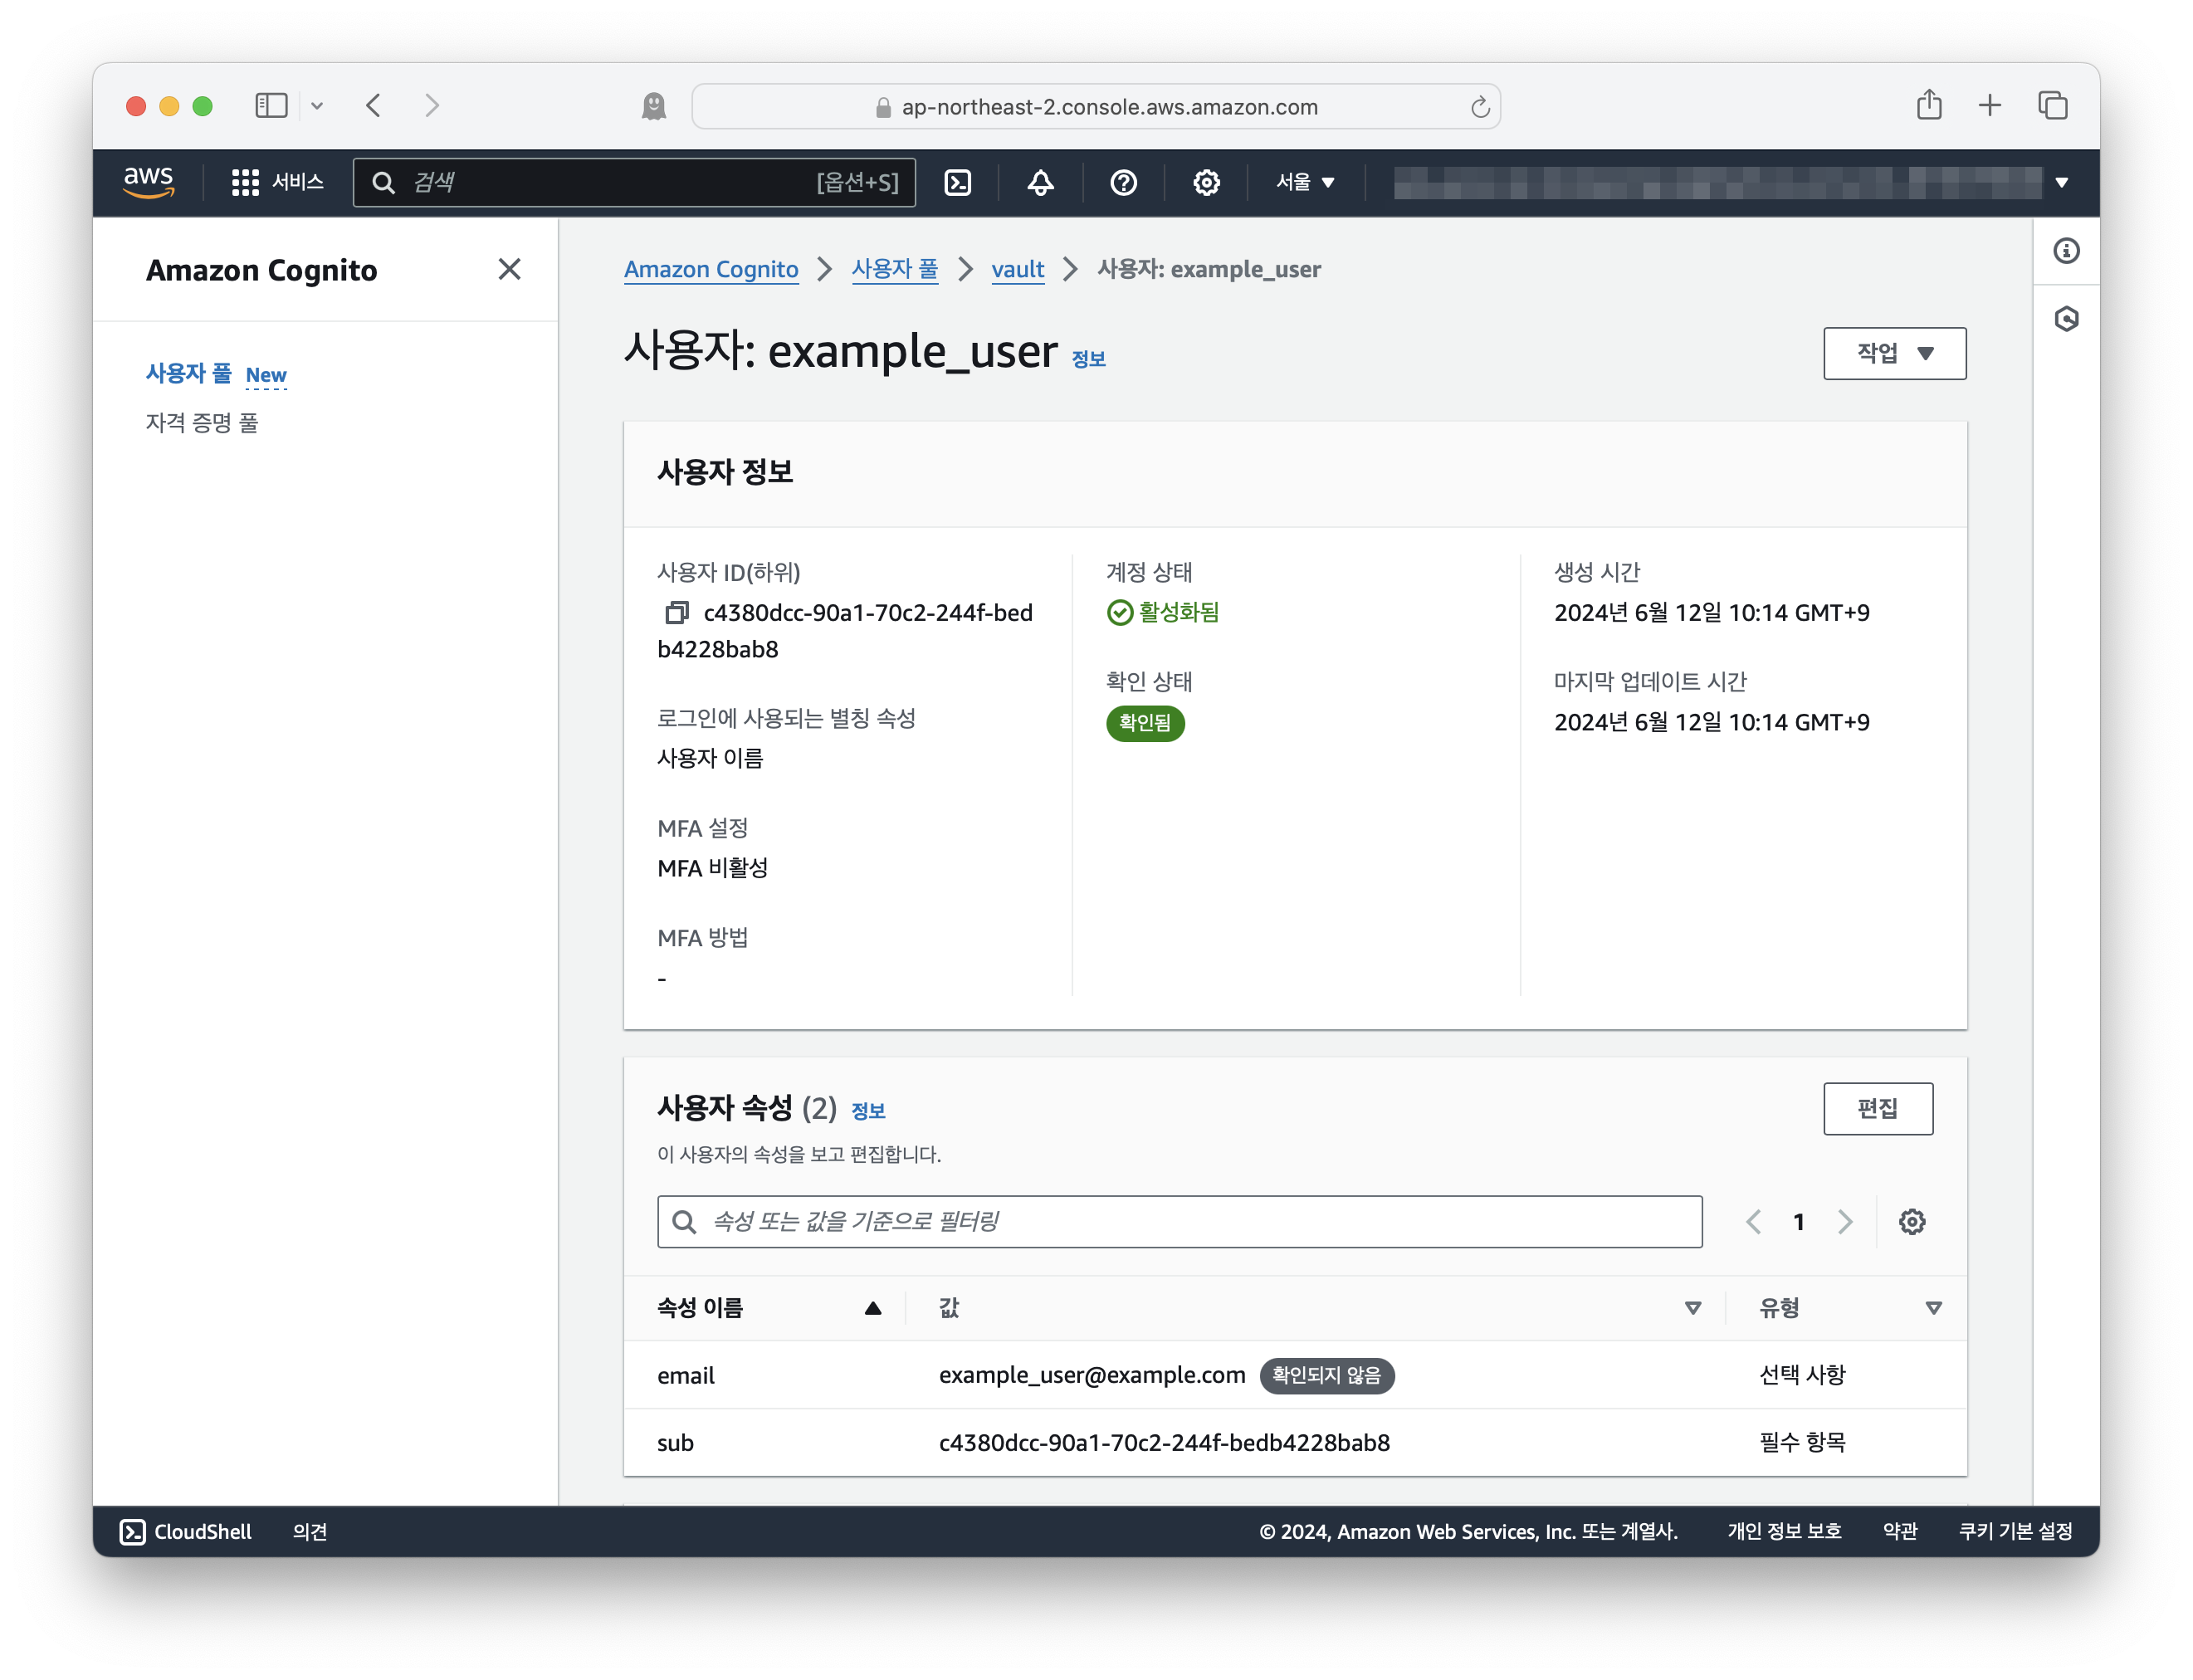 ap-northeast-2.console.aws.amazon.com
aws 서비스 검색 [옵션+S] 서울
Amazon Cognito
사용자 풀 New
자격 증명 풀
Amazon Cognito 사용자 풀 vault 사용자: example_user
사용자: example_user 정보
작업
사용자 정보
사용자 ID(하위)
c4380dcc-90a1-70c2-244f-bed
b4228bab8
로그인에 사용되는 별칭 속성
사용자 이름
MFA 설정
MFA 비활성
MFA 방법
-
계정 상태
활성화됨
확인 상태
확인됨
생성 시간
2024년 6월 12일 10:14 GMT+9
마지막 업데이트 시간
2024년 6월 12일 10:14 GMT+9
사용자 속성 (2) 정보
편집
이 사용자의 속성을 보고 편집합니다.
속성 또는 값을 기준으로 필터링
1
속성 이름 값 유형
email example_user@example.com 확인되지 않음 선택 사항
sub c4380dcc-90a1-70c2-244f-bedb4228bab8 필수 항목
CloudShell 의견 © 2024, Amazon Web Services, Inc. 또는 계열사. 개인 정보 보호 약관 쿠키 기본 설정